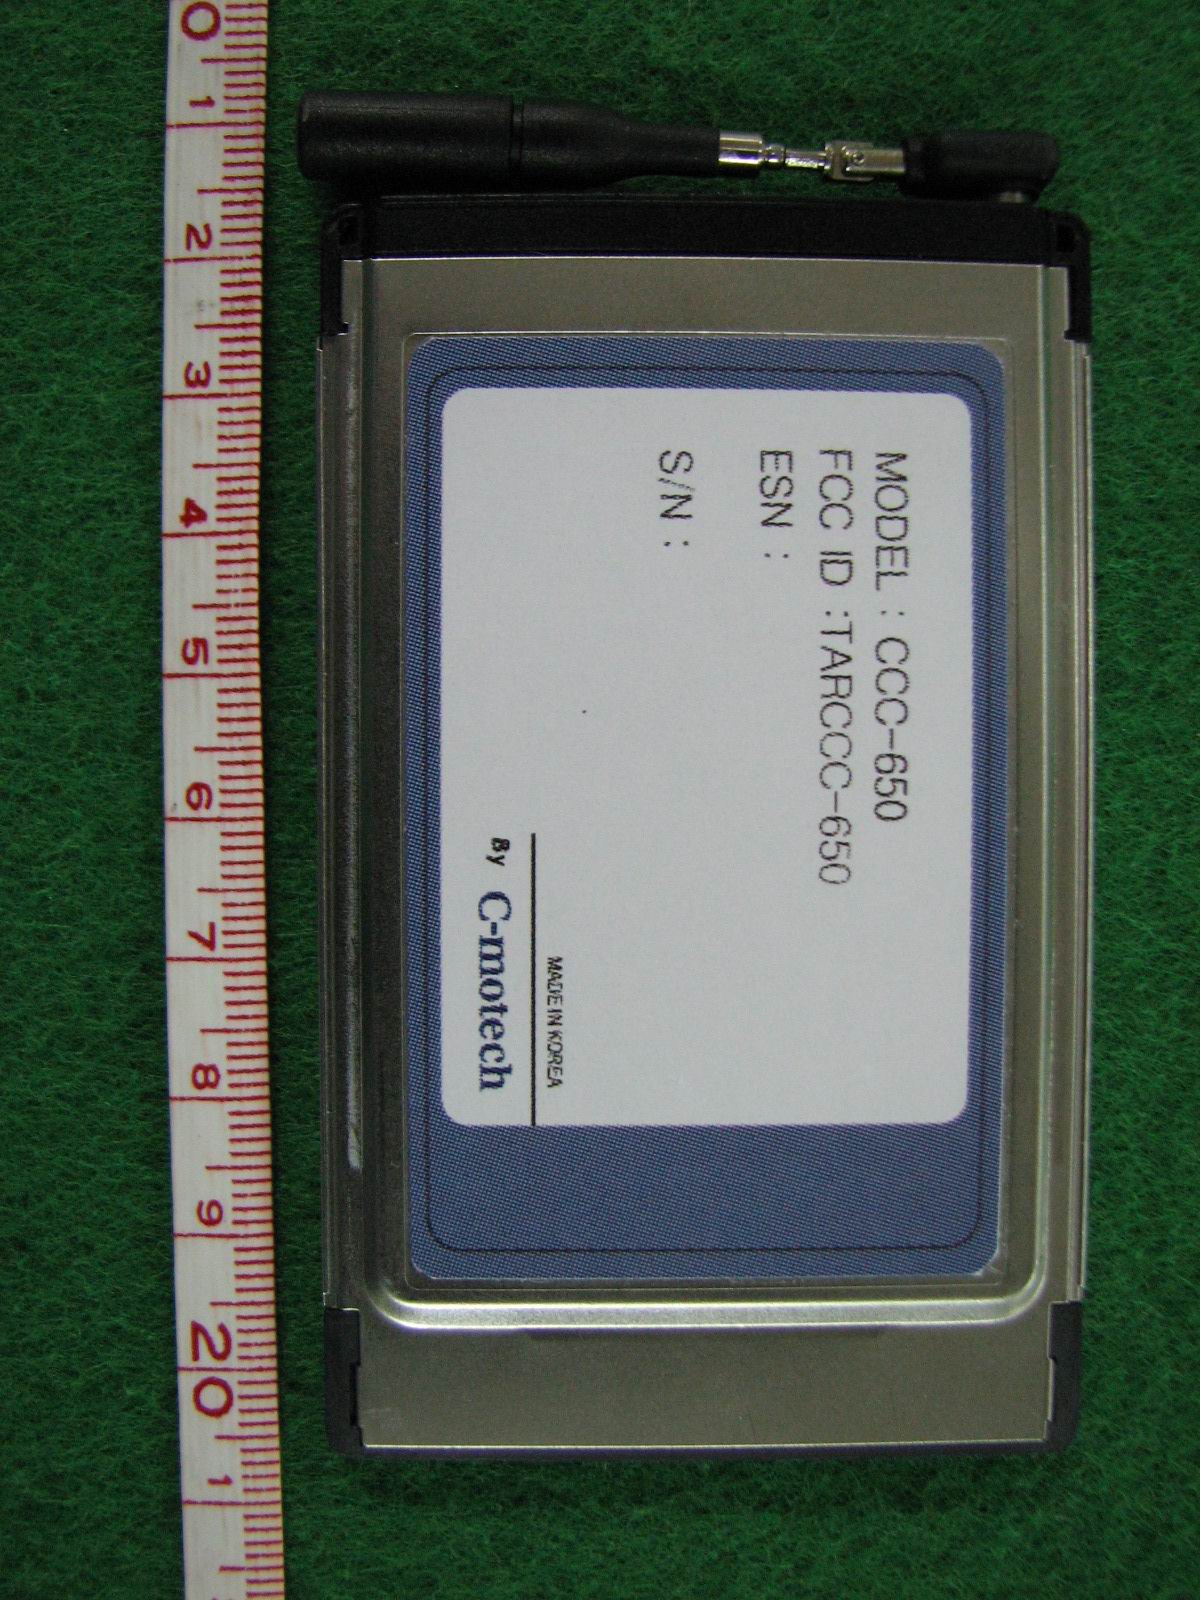 MODEL : CCC-650
FCC ID :TARCCC-650
ESN :
S/N :
MADE IN KOREA
By C-motech
0
1
2
3
4
5
6
7
8
9
20
1